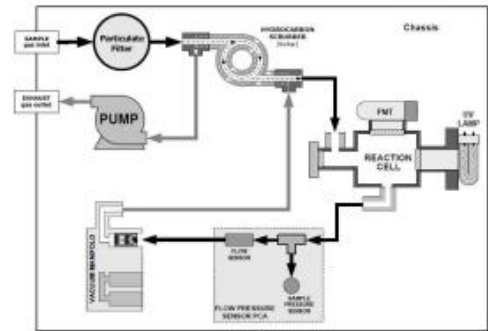 Chassis
SAMPLE
gas inlet
Particulate
Filter
HYDROCARBON
SCRUBBER
(Kicker)
EXHAUST
gas outlet
PUMP
PMT
UV
LAMP
REACTION
CELL
VACUUM MANIFOLD
FLOW
SENSOR
SAMPLE
PRESSURE
SENSOR
FLOW PRESSURE
SENSOR PCA